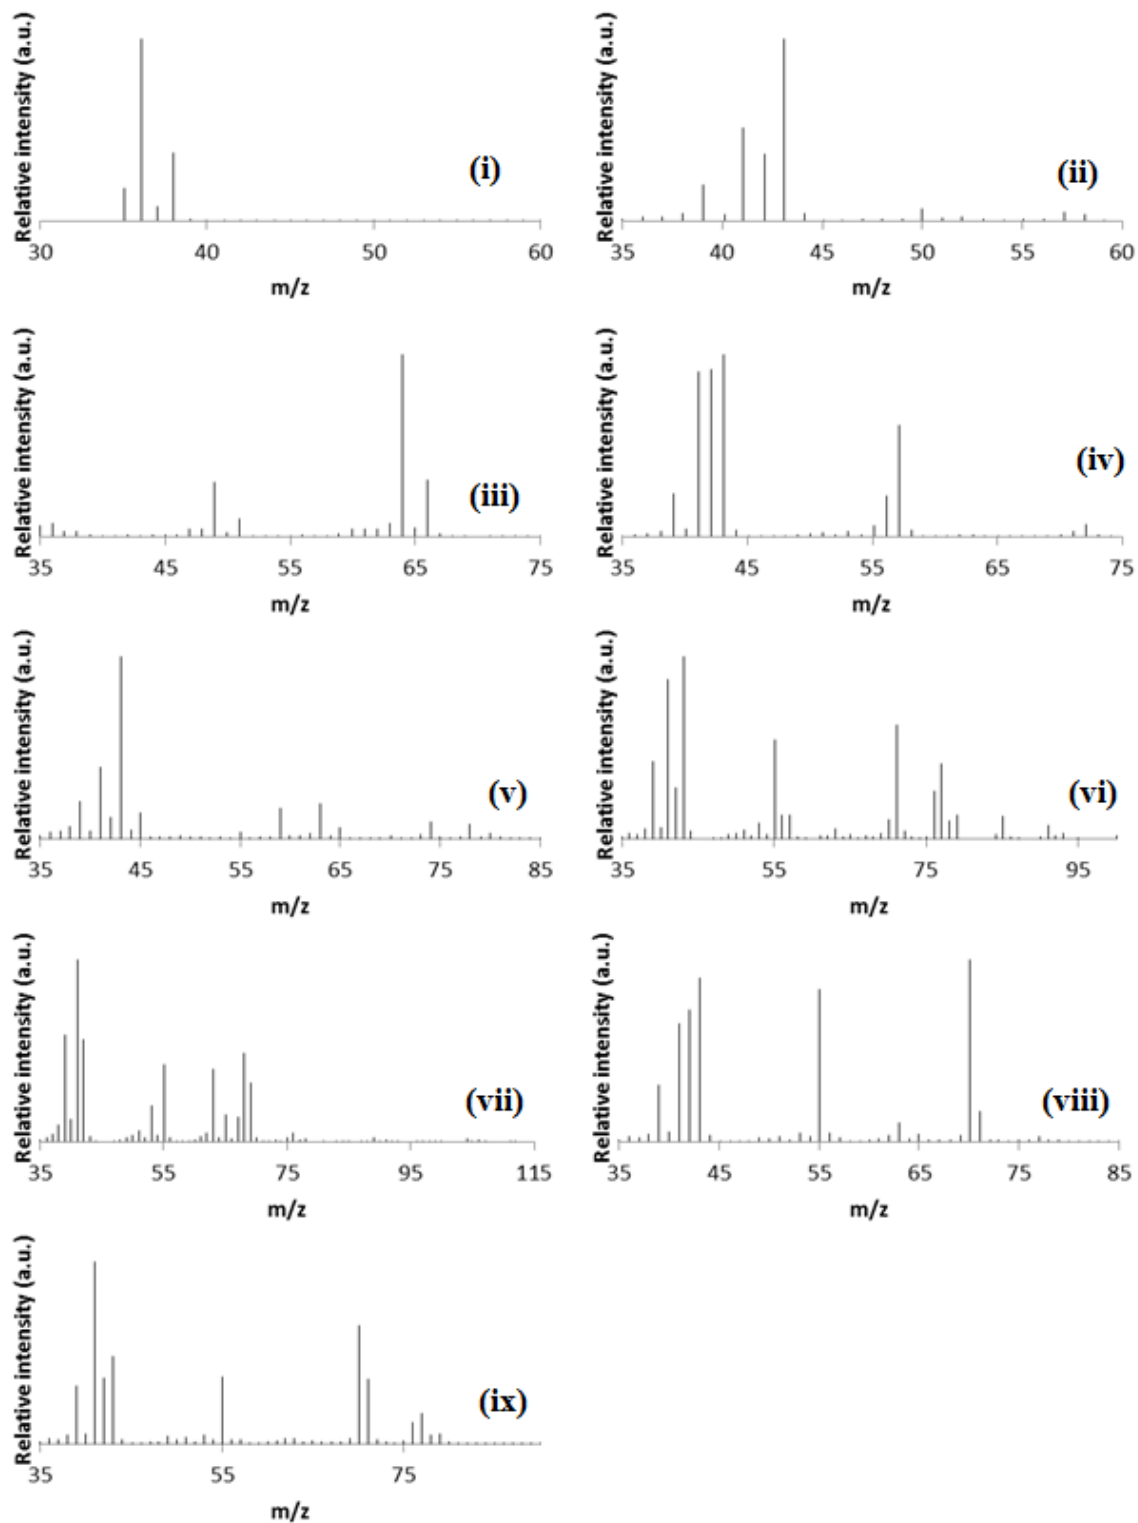 Relative intensity (a.u.)
(i)
30 40 50 60
m/z
Relative intensity (a.u.)
(ii)
35 40 45 50 55 60
m/z
Relative intensity (a.u.)
(iii)
35 45 55 65 75
m/z
Relative intensity (a.u.)
(iv)
35 45 55 65 75
m/z
Relative intensity (a.u.)
(v)
35 45 55 65 75 85
m/z
Relative intensity (a.u.)
(vi)
35 55 75 95
m/z
Relative intensity (a.u.)
(vii)
35 55 75 95 115
m/z
Relative intensity (a.u.)
(viii)
35 45 55 65 75 85
m/z
Relative intensity (a.u.)
(ix)
35 55 75
m/z